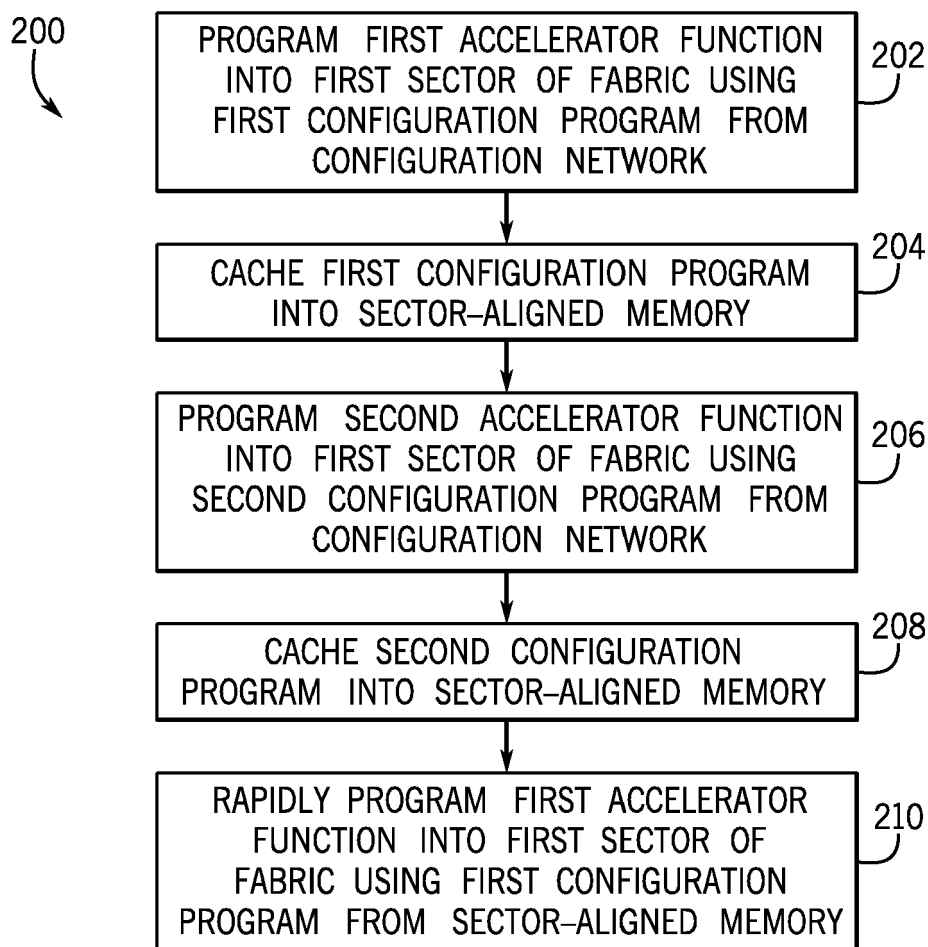 200
PROGRAM FIRST ACCELERATOR FUNCTION
INTO FIRST SECTOR OF FABRIC USING
FIRST CONFIGURATION PROGRAM FROM
CONFIGURATION NETWORK
202
CACHE FIRST CONFIGURATION PROGRAM
INTO SECTOR–ALIGNED MEMORY
204
PROGRAM SECOND ACCELERATOR FUNCTION
INTO FIRST SECTOR OF FABRIC USING
SECOND CONFIGURATION PROGRAM FROM
CONFIGURATION NETWORK
206
CACHE SECOND CONFIGURATION
PROGRAM INTO SECTOR–ALIGNED MEMORY
208
RAPIDLY PROGRAM FIRST ACCELERATOR
FUNCTION INTO FIRST SECTOR OF
FABRIC USING FIRST CONFIGURATION
PROGRAM FROM SECTOR–ALIGNED MEMORY
210